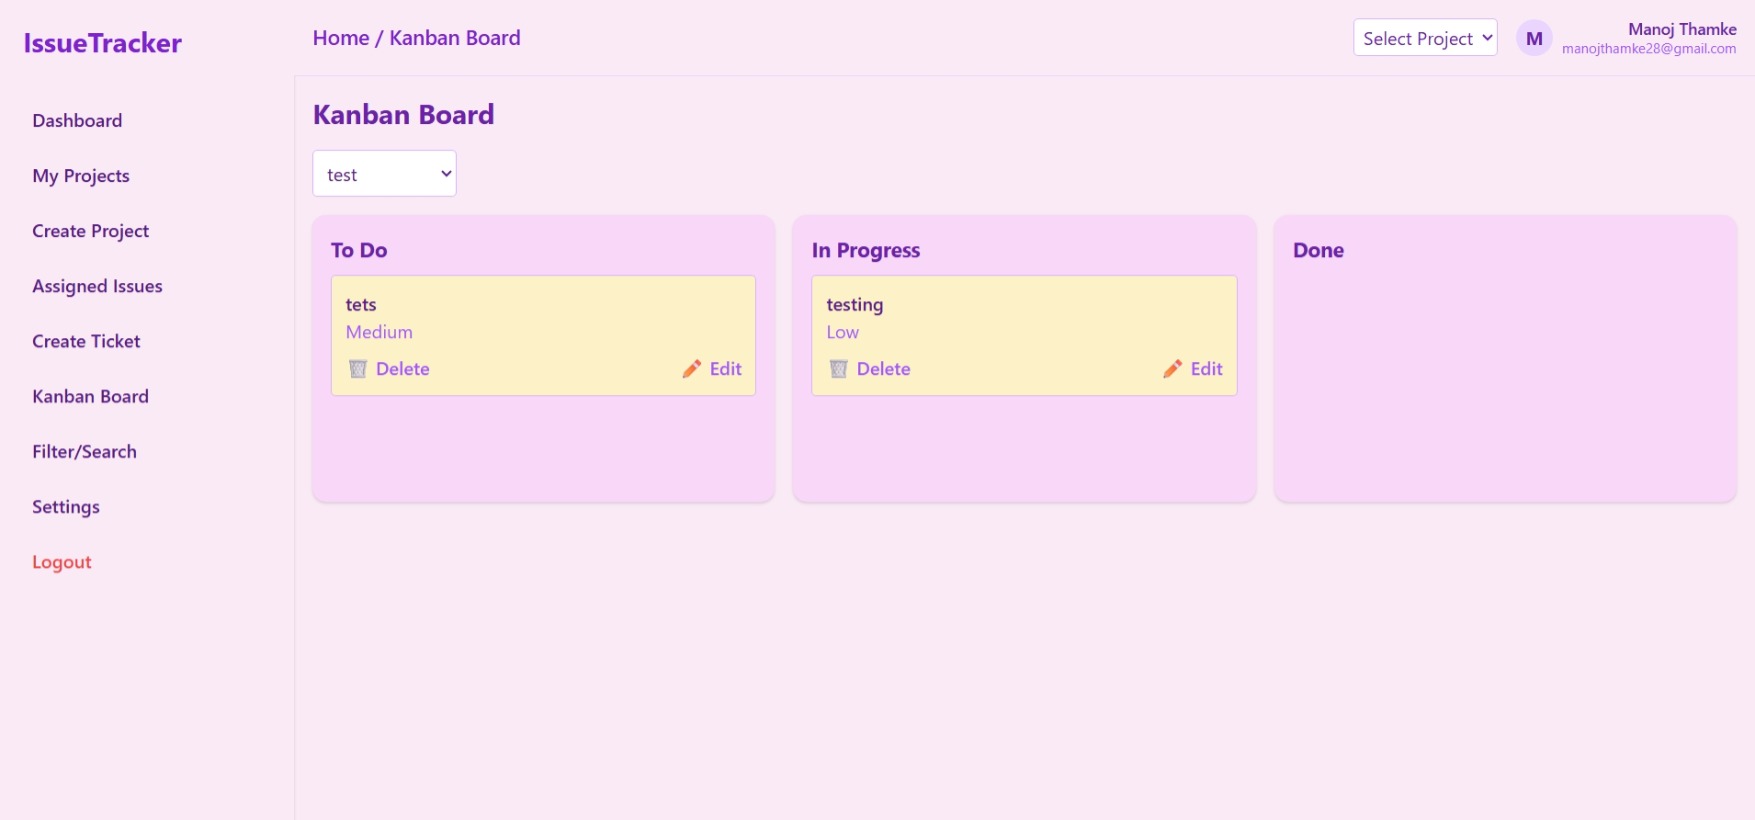 IssueTracker
Dashboard
My Projects
Create Project
Assigned Issues
Create Ticket
Kanban Board
Filter/Search
Settings
Logout
Home / Kanban Board
Select Project
M
Manoj Thamke
manojthamke28@gmail.com
Kanban Board
test
To Do
tets
Medium
Delete
Edit
In Progress
testing
Low
Delete
Edit
Done